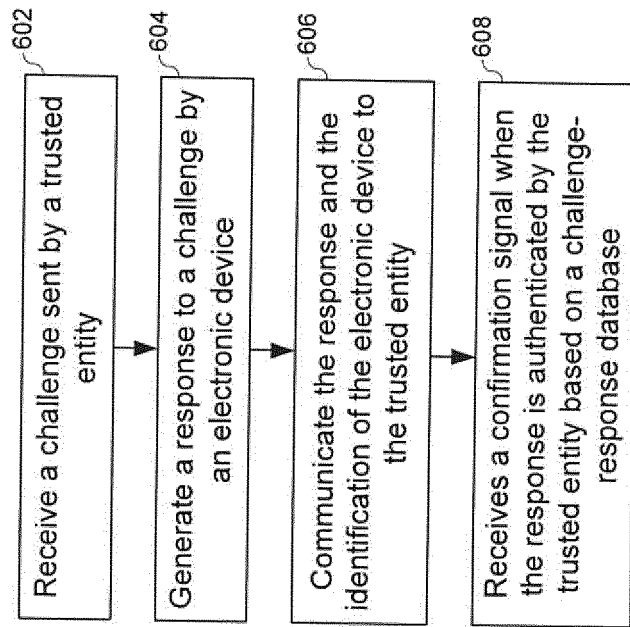 602
Receive a challenge sent by a trusted
entity
604
Generate a response to a challenge by
an electronic device
606
Communicate the response and the
identification of the electronic device to
the trusted entity
608
Receives a confirmation signal when
the response is authenticated by the
trusted entity based on a challenge-
response database